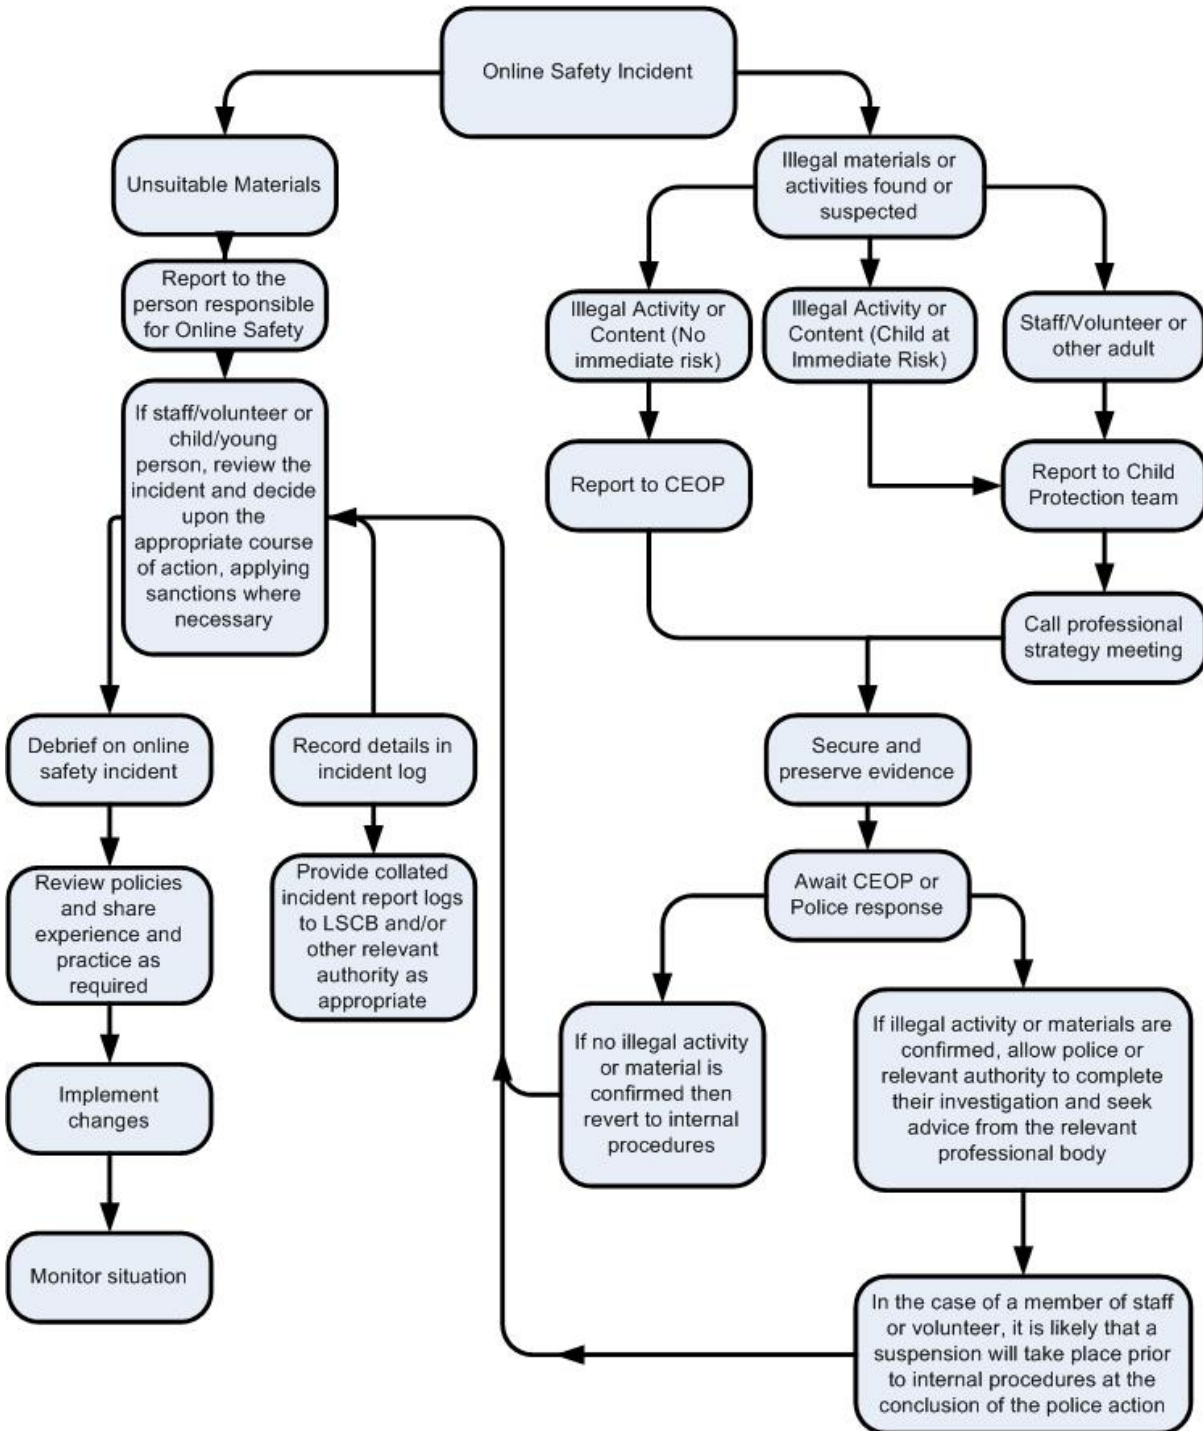 Online Safety Incident
Unsuitable Materials
Report to the
person responsible
for Online Safety
If staff/volunteer or
child/young
person, review the
incident and decide
upon the
appropriate course
of action, applying
sanctions where
necessary
Debrief on online
safety incident
Review policies
and share
experience and
practice as
required
Implement
changes
Monitor situation
Record details in
incident log
Provide collated
incident report logs
to LSCB and/or
other relevant
authority as
appropriate
Illegal materials or
activities found or
suspected
Illegal Activity or
Content (No
immediate risk)
Illegal Activity or
Content (Child at
Immediate Risk)
Staff/Volunteer or
other adult
Report to CEOP
Report to Child
Protection team
Call professional
strategy meeting
Secure and
preserve evidence
Await CEOP or
Police response
If no illegal activity
or material is
confirmed then
revert to internal
procedures
If illegal activity or materials are
confirmed, allow police or
relevant authority to complete
their investigation and seek
advice from the relevant
professional body
In the case of a member of staff
or volunteer, it is likely that a
suspension will take place prior
to internal procedures at the
conclusion of the police action